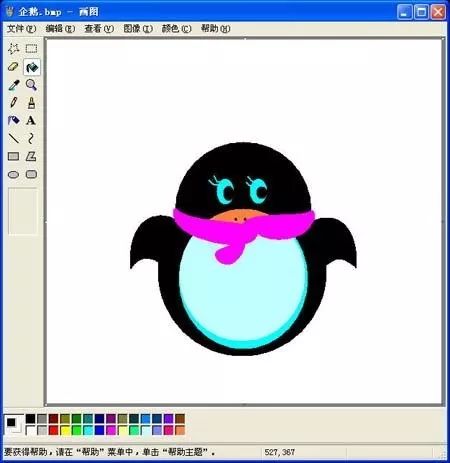 企鹅.bmp - 画图
文件(F) 编辑(E) 查看(V) 图像(I) 颜色(C) 帮助(H)
A
要获得帮助，请在“帮助”菜单中，单击“帮助主题”。 527,367